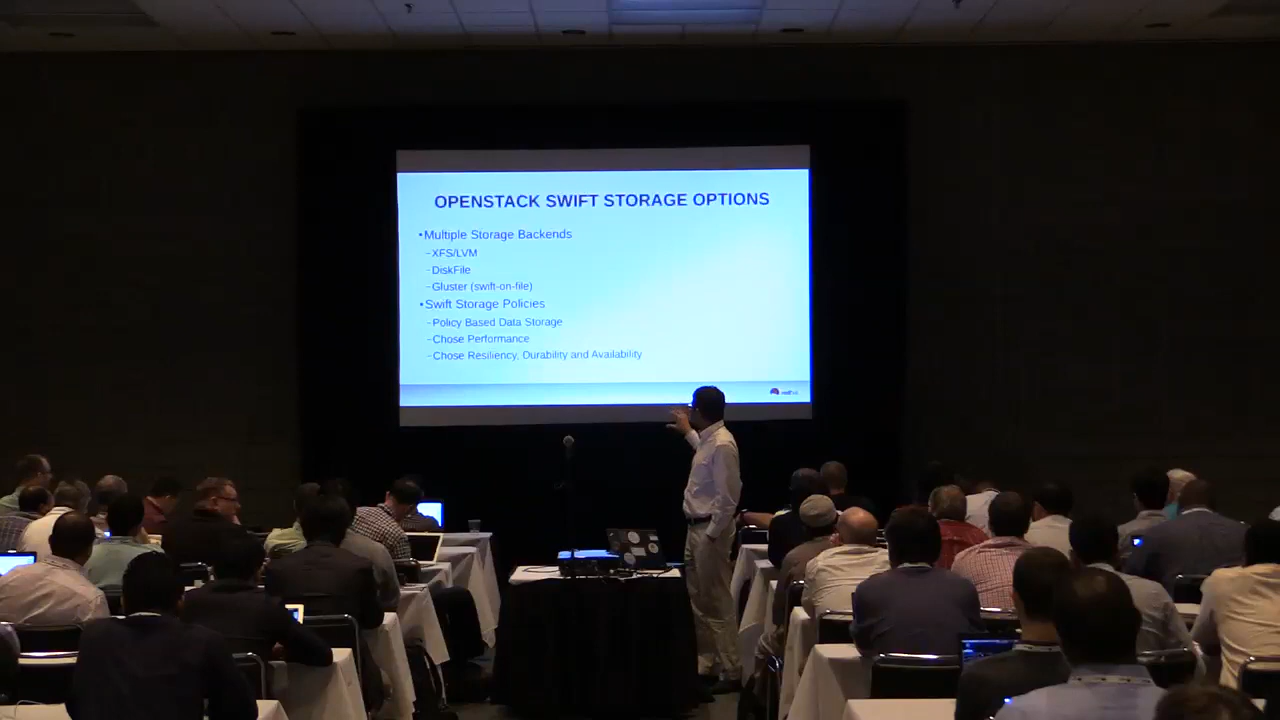 OPENSTACK SWIFT STORAGE OPTIONS
•Multiple Storage Backends
–XFS/LVM
–DiskFile
–Gluster (swift-on-file)
•Swift Storage Policies
–Policy Based Data Storage
–Chose Performance
–Chose Resiliency, Durability and Availability